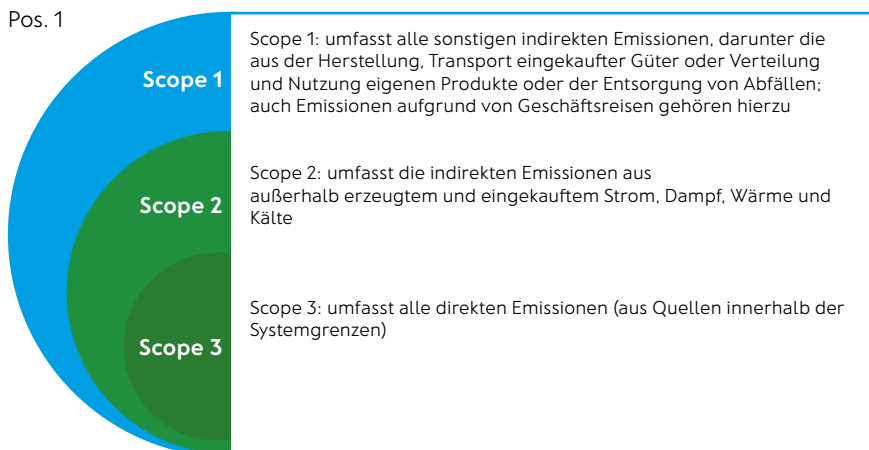 Pos. 1
Scope 1
Scope 1: umfasst alle sonstigen indirekten Emissionen, darunter die
aus der Herstellung, Transport eingekaufter Güter oder Verteilung
und Nutzung eigenen Produkte oder der Entsorgung von Abfällen;
auch Emissionen aufgrund von Geschäftsreisen gehören hierzu
Scope 2
Scope 2: umfasst die indirekten Emissionen aus
außerhalb erzeugtem und eingekauftem Strom, Dampf, Wärme und
Kälte
Scope 3
Scope 3: umfasst alle direkten Emissionen (aus Quellen innerhalb der
Systemgrenzen)